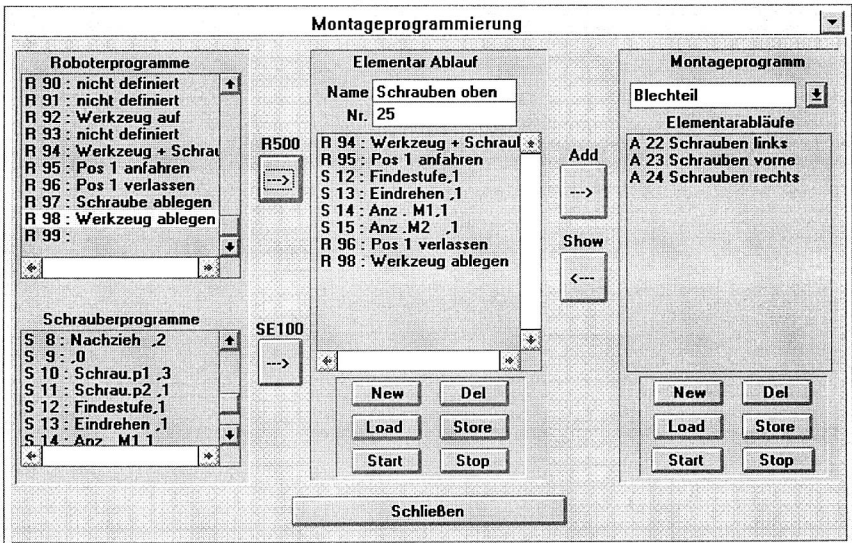 Montageprogrammierung
Roboterprogramme
R 90 : nicht definiert
R 91 : nicht definiert
R 92 : Werkzeug auf
R 93 : nicht definiert
R 94 : Werkzeug + Schrau
R 95 : Pos 1 anfahren
R 96 : Pos 1 verlassen
R 97 : Schraube ablegen
R 98 : Werkzeug ablegen
R 99 :
Schrauberprogramme
S 8 : Nachzieh ,2
S 9 : ,0
S 10 : Schrau.p1 ,3
S 11 : Schrau.p2 ,1
S 12 : Findestufe,1
S 13 : Eindrehen ,1
S 14 : Anz . M1,1
R500
--->
SE100
--->
Elementar Ablauf
Name Schrauben oben
Nr. 25
R 94 : Werkzeug + Schraul
R 95 : Pos 1 anfahren
S 12 : Findestufe,1
S 13 : Eindrehen ,1
S 14 : Anz . M1,1
S 15 : Anz .M2 ,1
R 96 : Pos 1 verlassen
R 98 : Werkzeug ablegen
New Del
Load Store
Start Stop
Add
--->
Show
<---
Montageprogramm
Blechteil
Elementarabläufe
A 22 Schrauben links
A 23 Schrauben vorne
A 24 Schrauben rechts
New Del
Load Store
Start Stop
Schließen